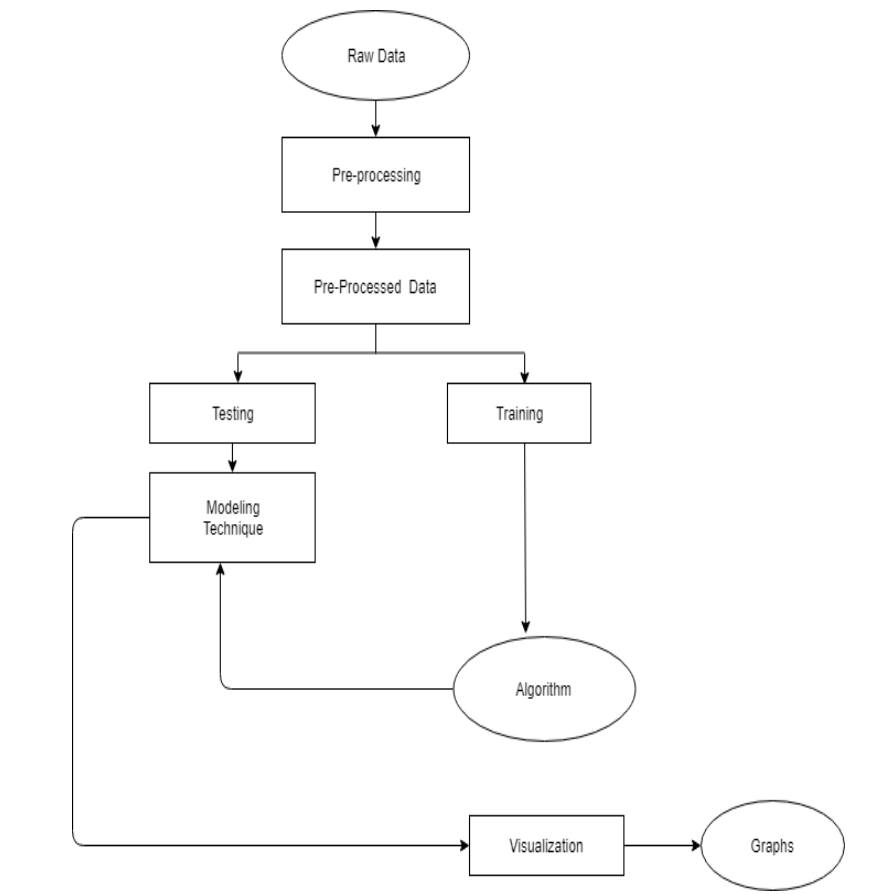 Raw Data
Pre-processing
Pre-Processed Data
Testing
Training
Modeling
Technique
Algorithm
Visualization
Graphs